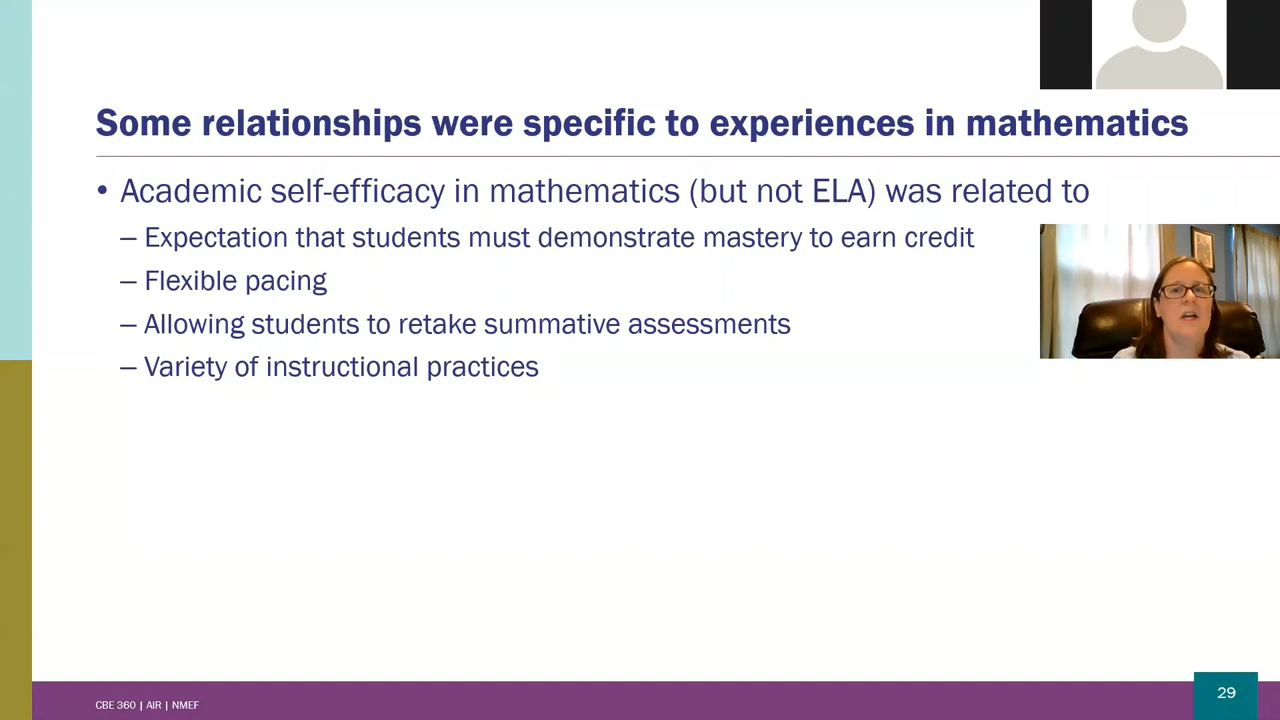 Some relationships were specific to experiences in mathematics
• Academic self-efficacy in mathematics (but not ELA) was related to
– Expectation that students must demonstrate mastery to earn credit
– Flexible pacing
– Allowing students to retake summative assessments
– Variety of instructional practices
CBE 360 | AIR | NMEF
29